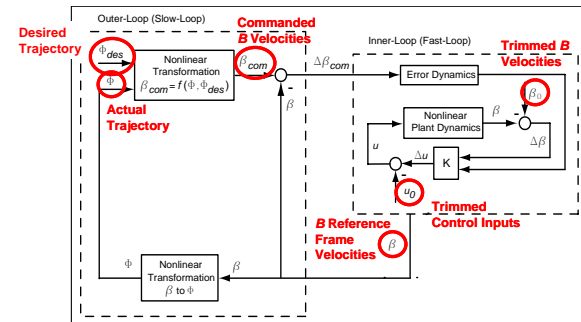 Outer-Loop (Slow-Loop)
Commanded
B Velocities
Desired
Trajectory
Φdes
Φ
Nonlinear
Transformation
βcom = f (Φ, Φdes)
βcom
-
β
Δβcom
Actual
Trajectory
Inner-Loop (Fast-Loop)
Trimmed B
Velocities
Error Dynamics
β0
Nonlinear
Plant Dynamics
β
-
Δβ
u
Δu
K
-
u0
Trimmed
Control Inputs
B Reference
Frame
Velocities
β
Φ
Nonlinear
Transformation
β to Φ
β